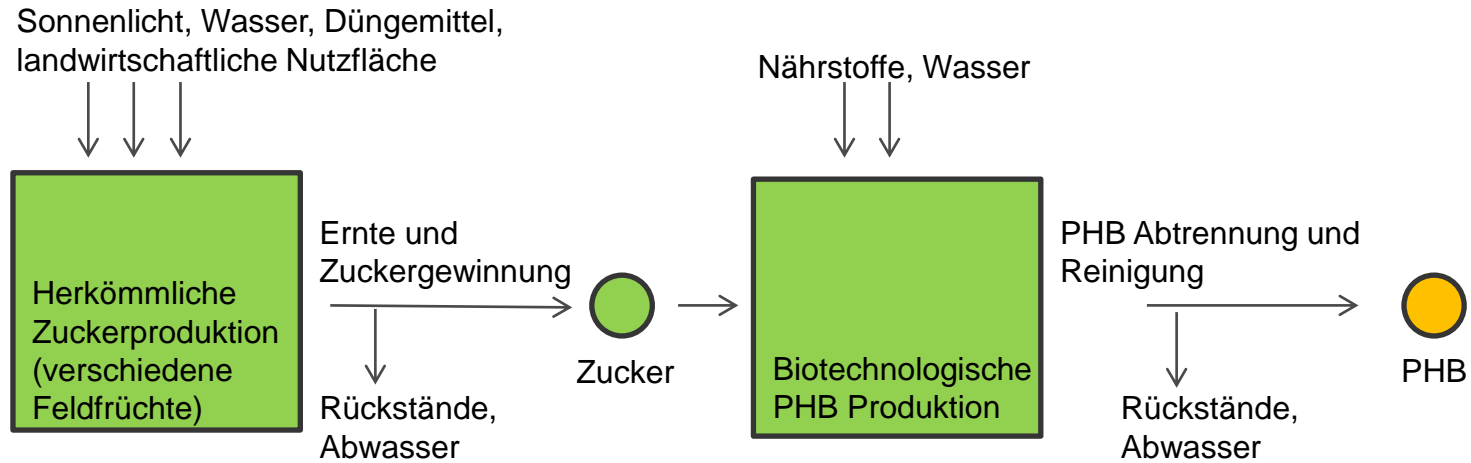 Sonnenlicht, Wasser, Düngemittel,
landwirtschaftliche Nutzfläche
Nährstoffe, Wasser
Herkömmliche
Zuckerproduktion
(verschiedene
Feldfrüchte)
Ernte und
Zuckergewinnung
Rückstände,
Abwasser
Zucker
Biotechnologische
PHB Produktion
PHB Abtrennung und
Reinigung
Rückstände,
Abwasser
PHB